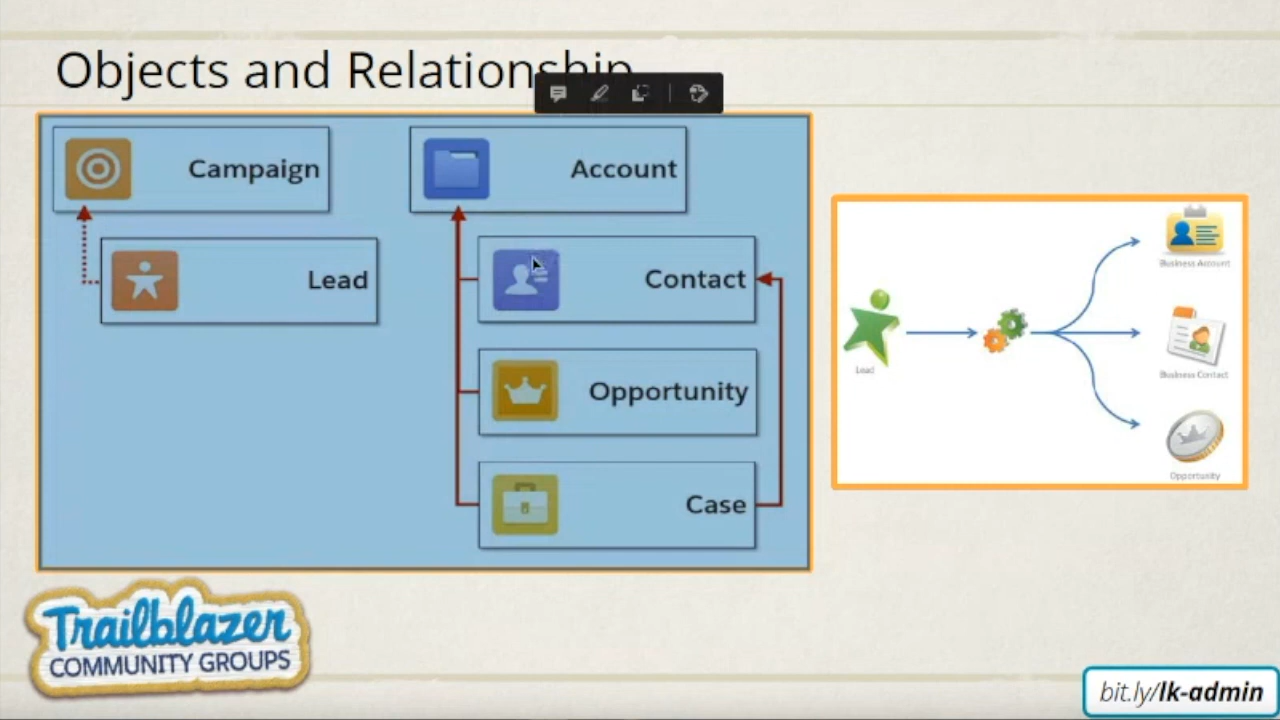 Objects and Relationship
Campaign
Account
Lead
Contact
Opportunity
Case
Lead
Business Account
Business Contact
Opportunity
Trailblazer
COMMUNITY GROUPS
bit.ly/lk-admin